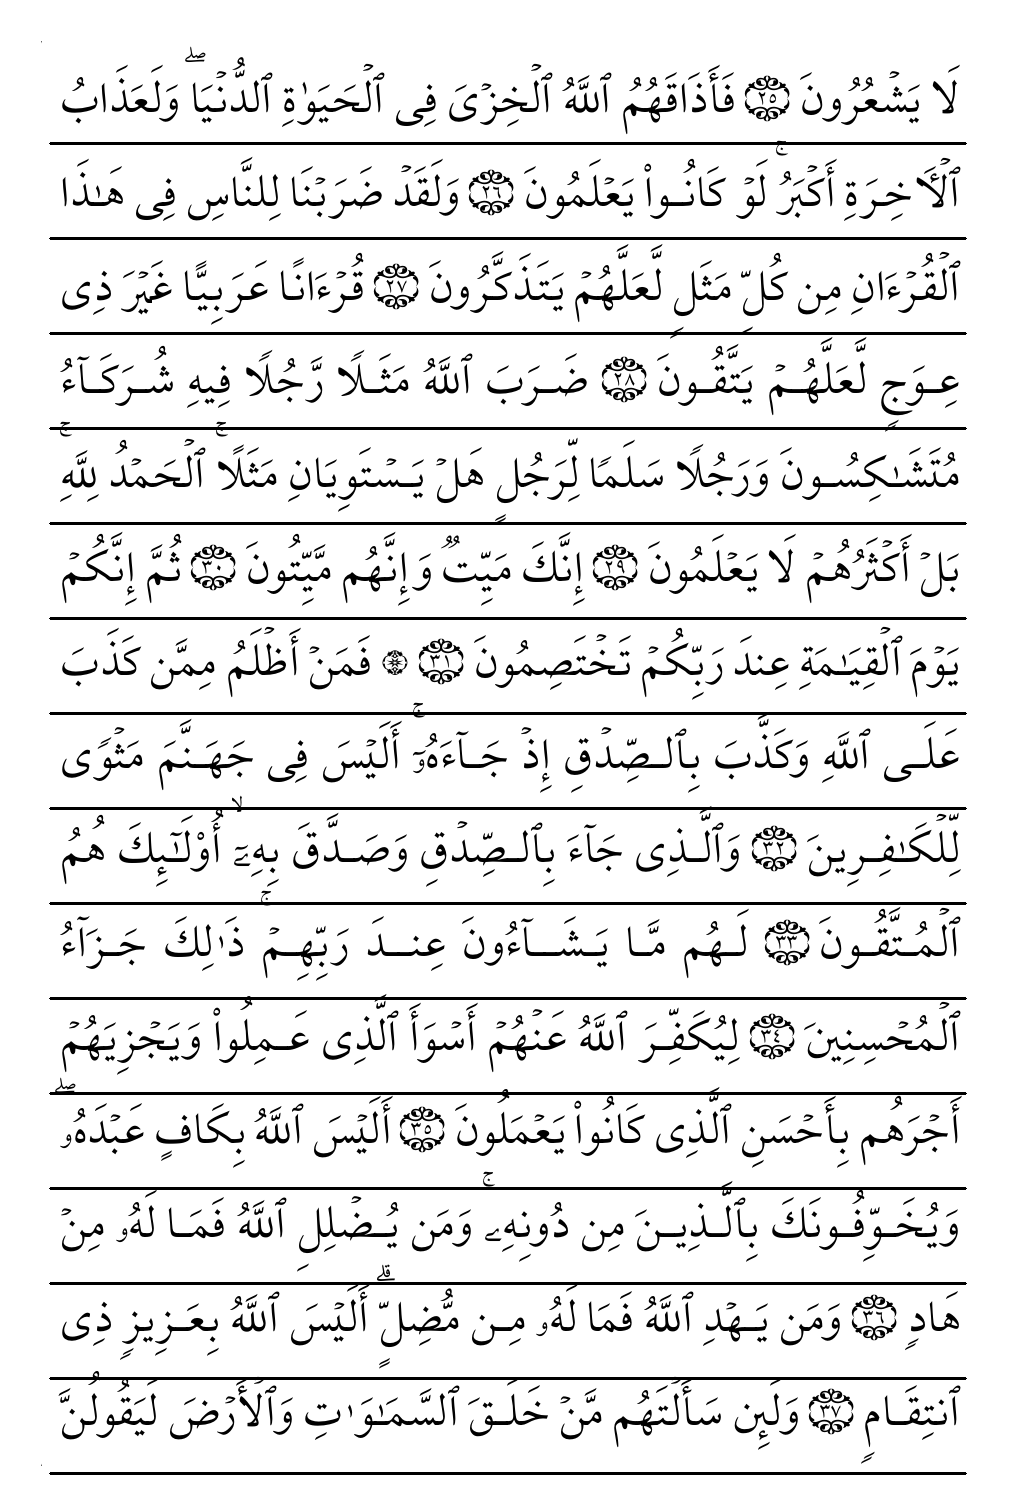 لَا يَشۡعُرُونَ ٢٥ فَأَذَاقَهُمُ ٱللَّهُ ٱلۡخِزۡىَ فِى ٱلۡحَيَوٰةِ ٱلدُّنۡيَاۖ وَلَعَذَابُ
ٱلۡـَٔاخِرَةِ أَكۡبَرُۚ لَوۡ كَانُوا۟ يَعۡلَمُونَ ٢٦ وَلَقَدۡ ضَرَبۡنَا لِلنَّاسِ فِى هَـٰذَا
ٱلۡقُرۡءَانِ مِن كُلِّ مَثَلٍ لَّعَلَّهُمۡ يَتَذَكَّرُونَ ٢٧ قُرۡءَانًا عَرَبِيًّا غَيۡرَ ذِى
عِوَجٍ لَّعَلَّهُمۡ يَتَّقُونَ ٢٨ ضَرَبَ ٱللَّهُ مَثَلًا رَّجُلًا فِيهِ شُرَكَآءُ
مُتَشَـٰكِسُونَ وَرَجُلًا سَلَمًا لِّرَجُلٍ هَلۡ يَسۡتَوِيَانِ مَثَلًاۚ ٱلۡحَمۡدُ لِلَّهِۚ
بَلۡ أَكۡثَرُهُمۡ لَا يَعۡلَمُونَ ٢٩ إِنَّكَ مَيِّتٌ وَإِنَّهُم مَّيِّتُونَ ٣٠ ثُمَّ إِنَّكُمۡ
يَوۡمَ ٱلۡقِيَـٰمَةِ عِندَ رَبِّكُمۡ تَخۡتَصِمُونَ ٣١ ۞ فَمَنۡ أَظۡلَمُ مِمَّن كَذَبَ
عَلَى ٱللَّهِ وَكَذَّبَ بِٱلصِّدۡقِ إِذۡ جَآءَهُۥٓۚ أَلَيۡسَ فِى جَهَنَّمَ مَثۡوًى
لِّلۡكَـٰفِرِينَ ٣٢ وَٱلَّذِى جَآءَ بِٱلصِّدۡقِ وَصَدَّقَ بِهِۦٓۙ أُو۟لَـٰٓئِكَ هُمُ
ٱلۡمُتَّقُونَ ٣٣ لَهُم مَّا يَشَآءُونَ عِندَ رَبِّهِمۡۚ ذَٰلِكَ جَزَآءُ
ٱلۡمُحۡسِنِينَ ٣٤ لِيُكَفِّرَ ٱللَّهُ عَنۡهُمۡ أَسۡوَأَ ٱلَّذِى عَمِلُوا۟ وَيَجۡزِيَهُمۡ
أَجۡرَهُم بِأَحۡسَنِ ٱلَّذِى كَانُوا۟ يَعۡمَلُونَ ٣٥ أَلَيۡسَ ٱللَّهُ بِكَافٍ عَبۡدَهُۥۖ
وَيُخَوِّفُونَكَ بِٱلَّذِينَ مِن دُونِهِۦۚ وَمَن يُضۡلِلِ ٱللَّهُ فَمَا لَهُۥ مِنۡ
هَادٍ ٣٦ وَمَن يَهۡدِ ٱللَّهُ فَمَا لَهُۥ مِن مُّضِلٍّۗ أَلَيۡسَ ٱللَّهُ بِعَزِيزٍ ذِى
ٱنتِقَامٍ ٣٧ وَلَئِن سَأَلۡتَهُم مَّنۡ خَلَقَ ٱلسَّمَـٰوَٰتِ وَٱلۡأَرۡضَ لَيَقُولُنَّ